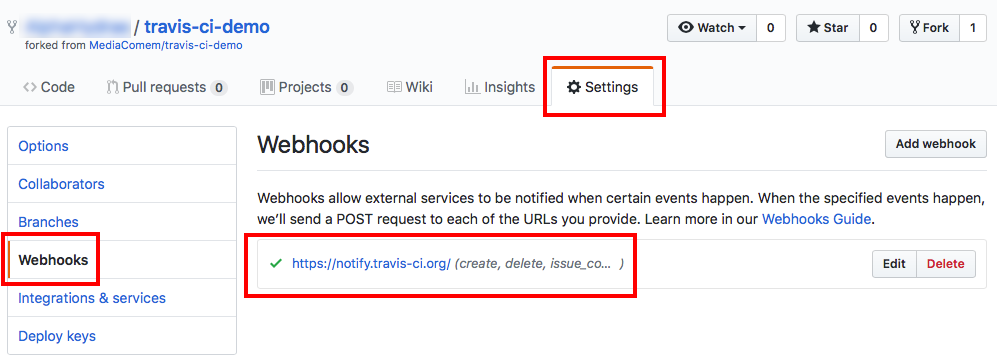 / travis-ci-demo
forked from MediaComem/travis-ci-demo
Watch 0 Star 0 Fork 1
Code Pull requests 0 Projects 0 Wiki Insights Settings
Options
Collaborators
Branches
Webhooks
Integrations & services
Deploy keys
Webhooks
Add webhook
Webhooks allow external services to be notified when certain events happen. When the specified events happen,
we'll send a POST request to each of the URLs you provide. Learn more in our Webhooks Guide.
https://notify.travis-ci.org/ (create, delete, issue_co... )
Edit Delete